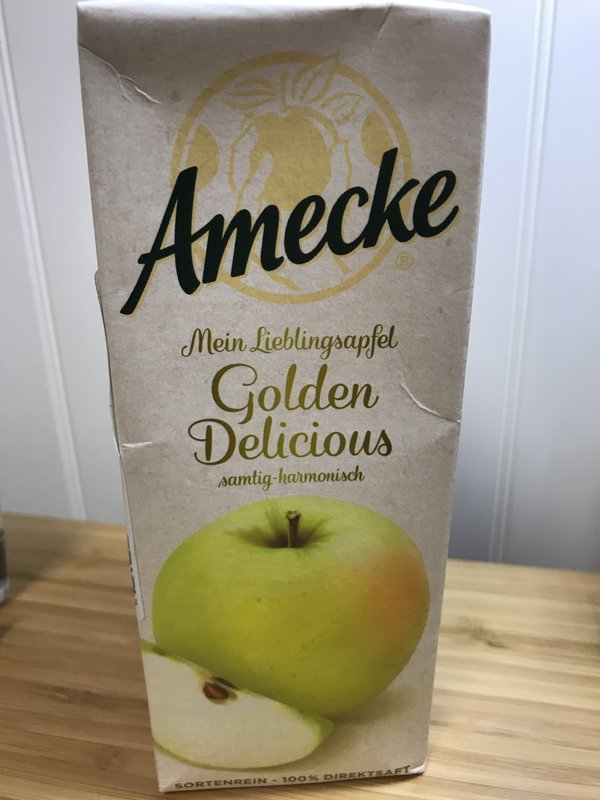 Amecke
®
Mein Lieblingsapfel
Golden
Delicious
samtig-harmonisch
SORTENREIN - 100% DIREKTSAFT